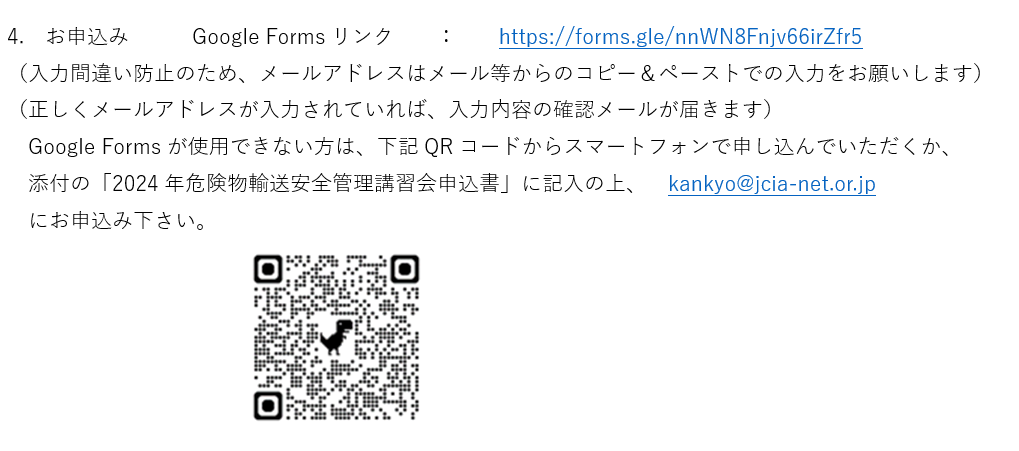 4. お申込み Google Forms リンク ： https://forms.gle/nnWN8Fnjv66irZfr5
（入力間違い防止のため、メールアドレスはメール等からのコピー＆ペーストでの入力をお願いします）
（正しくメールアドレスが入力されていれば、入力内容の確認メールが届きます）
Google Forms が使用できない方は、下記 QR コードからスマートフォンで申し込んでいただくか、
添付の「2024 年危険物輸送安全管理講習会申込書」に記入の上、 kankyo@jcia-net.or.jp
にお申込み下さい。